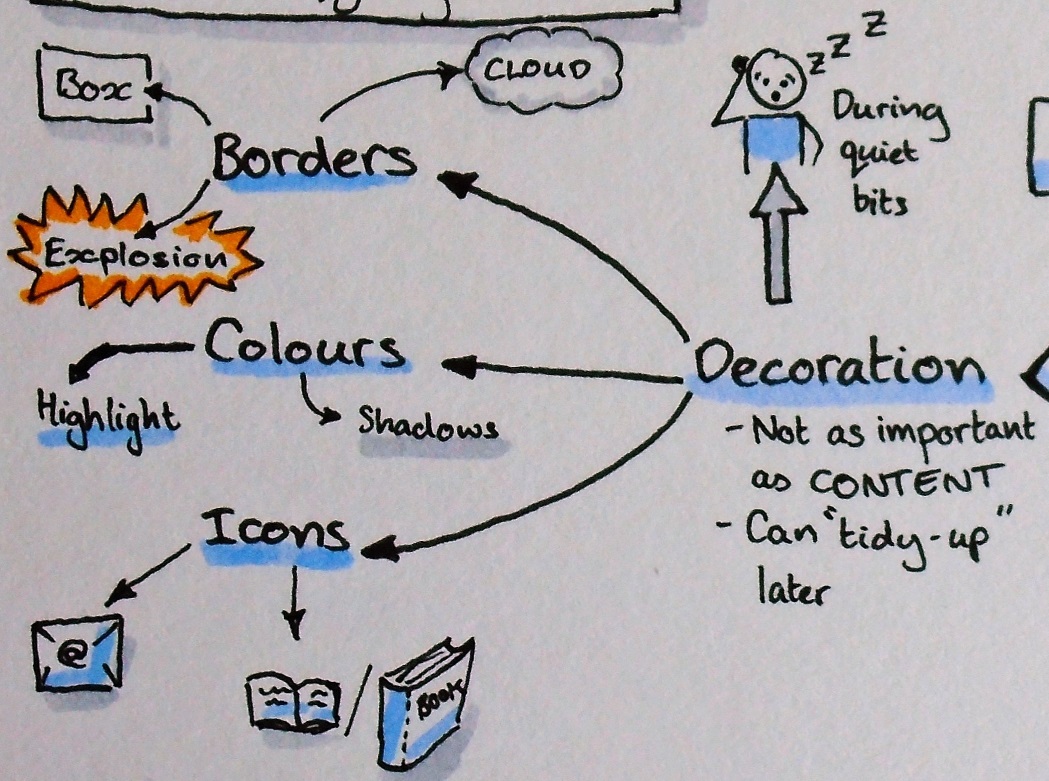 Box
CLOUD
Borders
Explosion
zzz
During
quiet
bits
Colours
Highlight
Shadows
Decoration
- Not as important
as CONTENT
- Can "tidy-up"
later
Icons
@
Book